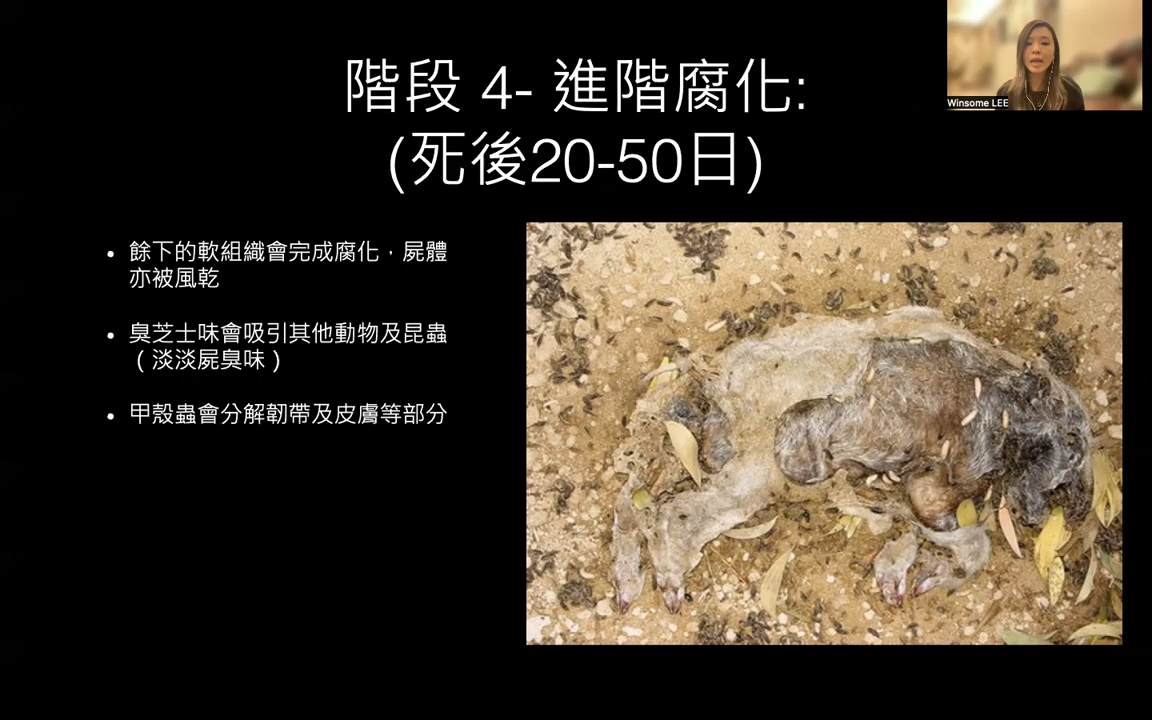 階段 4- 進階腐化:
(死後20-50日)
餘下的軟組織會完成腐化，屍體
亦被風乾
臭芝士味會吸引其他動物及昆蟲
（淡淡屍臭味）
甲殼蟲會分解韌帶及皮膚等部分
Winsome LEE